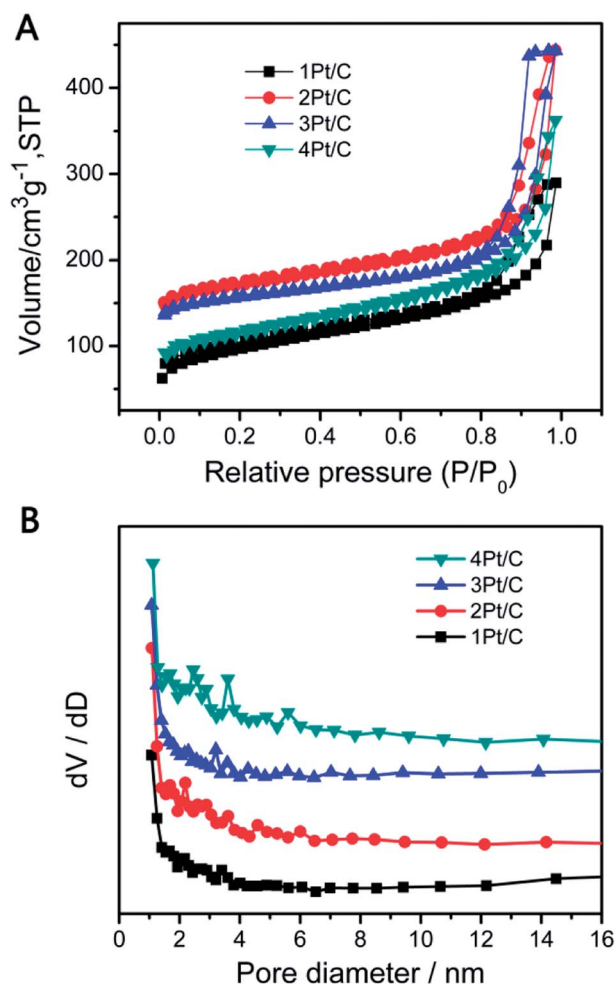 A
1Pt/C
2Pt/C
3Pt/C
4Pt/C
Volume/cm³g⁻¹,STP
400
300
200
100
0.0 0.2 0.4 0.6 0.8 1.0
Relative pressure (P/P₀)
B
4Pt/C
3Pt/C
2Pt/C
1Pt/C
dV / dD
0 2 4 6 8 10 12 14 16
Pore diameter / nm